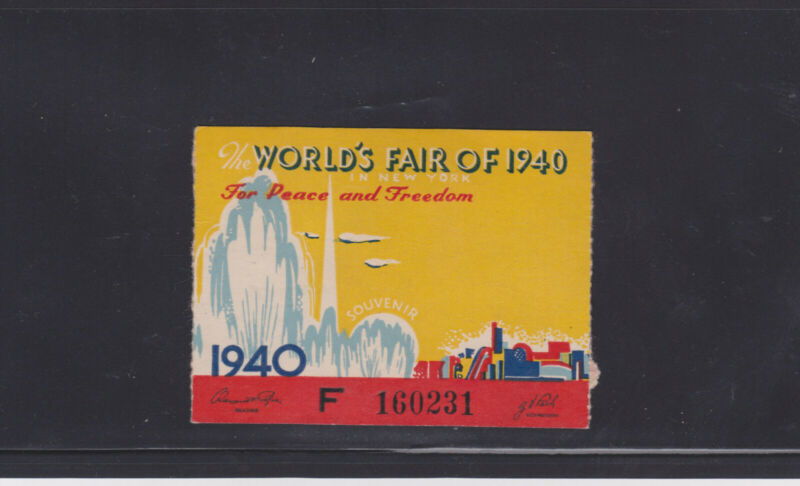 The WORLD'S FAIR OF 1940
IN NEW YORK
For Peace and Freedom
SOUVENIR
1940
F 160231